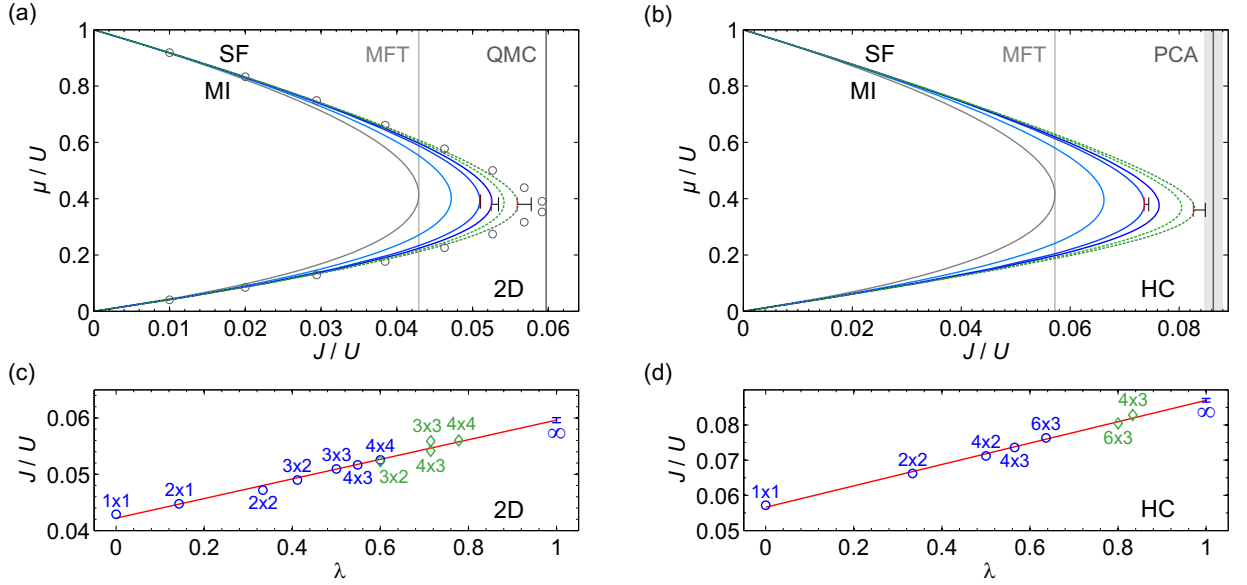 (a)
1
0.8
0.6
0.4
0.2
0
μ / U
SF
MI
MFT
QMC
2D
0 0.01 0.02 0.03 0.04 0.05 0.06
J / U
(b)
1
0.8
0.6
0.4
0.2
0
μ / U
SF
MI
MFT
PCA
HC
0 0.02 0.04 0.06 0.08
J / U
(c)
0.06
0.05
0.04
J / U
1x1
2x1
2x2
3x2
3x3
4x3
4x4
3x2
3x3
4x3
4x4
∞
2D
0 0.2 0.4 0.6 0.8 1
λ
(d)
0.08
0.07
0.06
0.05
J / U
1x1
2x2
4x2
4x3
6x3
6x3
4x3
∞
HC
0 0.2 0.4 0.6 0.8 1
λ